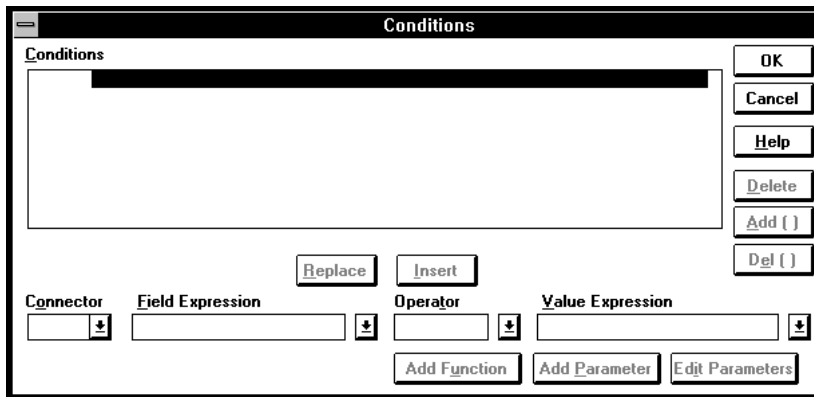 Conditions
Conditions
OK
Cancel
Help
Delete
Add ( )
Del ( )
Replace Insert
Connector Field Expression Operator Value Expression
Add Function Add Parameter Edit Parameters